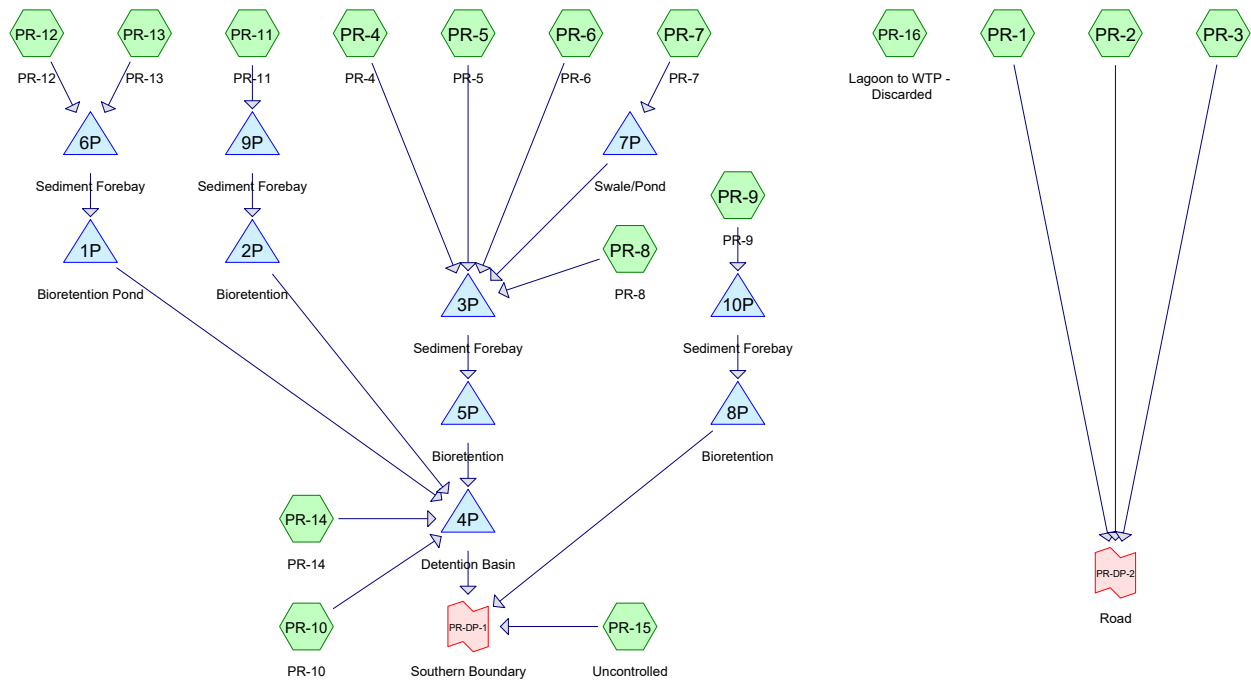 PR-12
PR-13
PR-11
PR-4
PR-5
PR-6
PR-7
PR-16
PR-1
PR-2
PR-3
PR-12
PR-13
PR-11
PR-4
PR-5
PR-6
PR-7
Lagoon to WTP -
Discarded
6P
9P
7P
Sediment Forebay
Sediment Forebay
Swale/Pond
PR-9
PR-9
1P
2P
PR-8
Bioretention Pond
Bioretention
PR-8
3P
10P
Sediment Forebay
Sediment Forebay
5P
8P
Bioretention
Bioretention
PR-14
4P
PR-14
Detention Basin
PR-DP-2
Road
PR-10
PR-DP-1
PR-15
PR-10
Southern Boundary
Uncontrolled